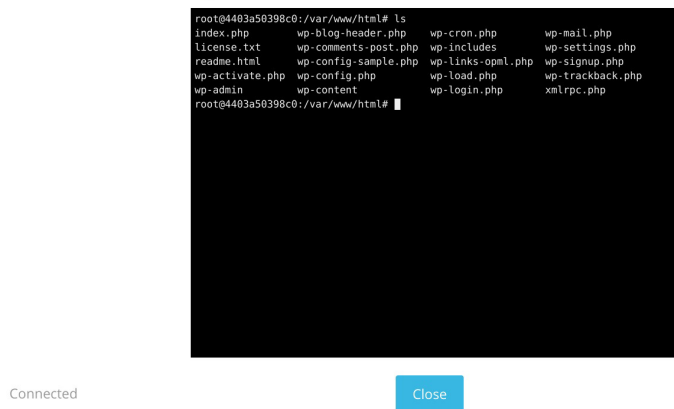 root@4403a50398c0:/var/www/html# ls
index.php wp-blog-header.php wp-cron.php wp-mail.php
license.txt wp-comments-post.php wp-includes wp-settings.php
readme.html wp-config-sample.php wp-links-opml.php wp-signup.php
wp-activate.php wp-config.php wp-load.php wp-trackback.php
wp-admin wp-content wp-login.php xmlrpc.php
root@4403a50398c0:/var/www/html#
Connected Close